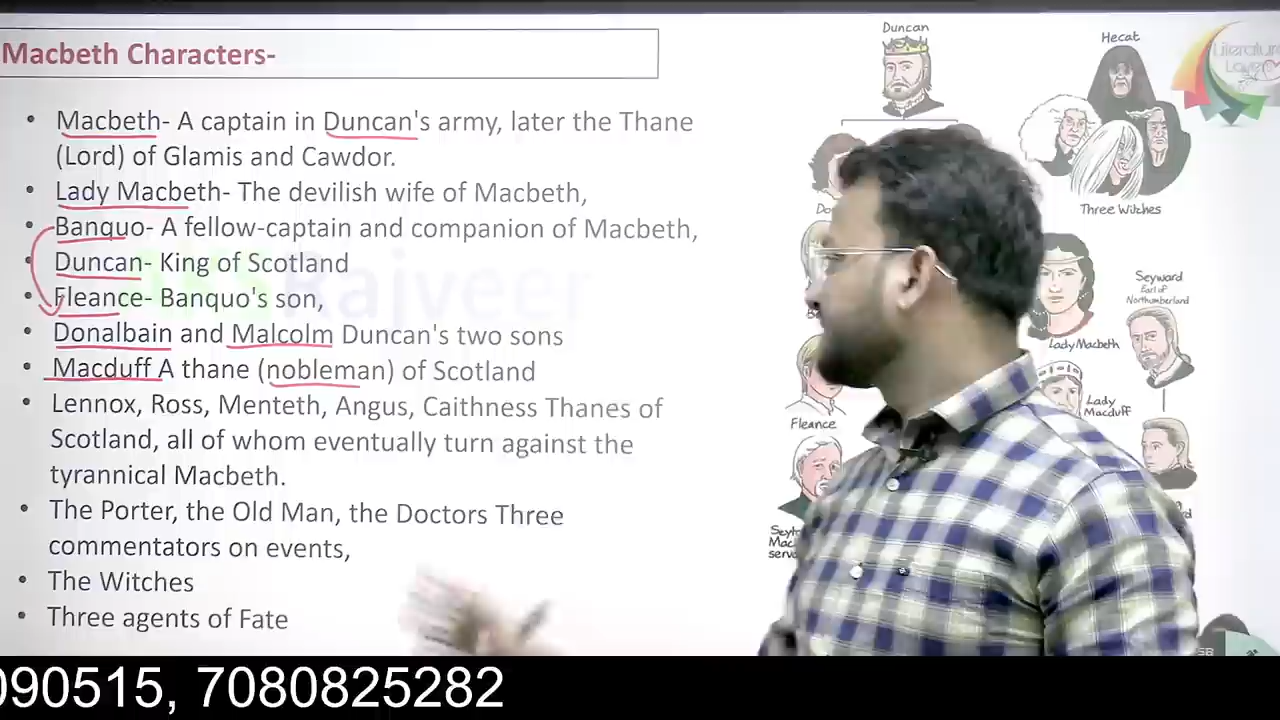 Macbeth Characters-
• Macbeth- A captain in Duncan's army, later the Thane
(Lord) of Glamis and Cawdor.
• Lady Macbeth- The devilish wife of Macbeth,
• Banquo- A fellow-captain and companion of Macbeth,
• Duncan- King of Scotland
• Fleance- Banquo's son,
• Donalbain and Malcolm Duncan's two sons
• Macduff A thane (nobleman) of Scotland
• Lennox, Ross, Menteth, Angus, Caithness Thanes of
Scotland, all of whom eventually turn against the
tyrannical Macbeth.
• The Porter, the Old Man, the Doctors Three
commentators on events,
• The Witches
• Three agents of Fate
Rajveer
Duncan
Hecat
Three Witches
Lady Macbeth
Seyward
Earl of
Northumberland
Lady
Macduff
Fleance
Literature
090515, 7080825282